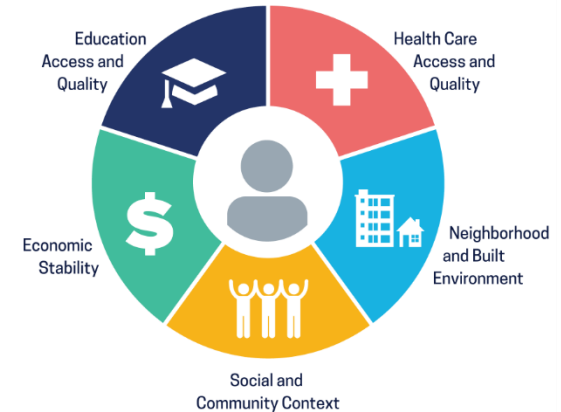 Education
Access and
Quality
Health Care
Access and
Quality
$
Economic
Stability
Neighborhood
and Built
Environment
Social and
Community Context